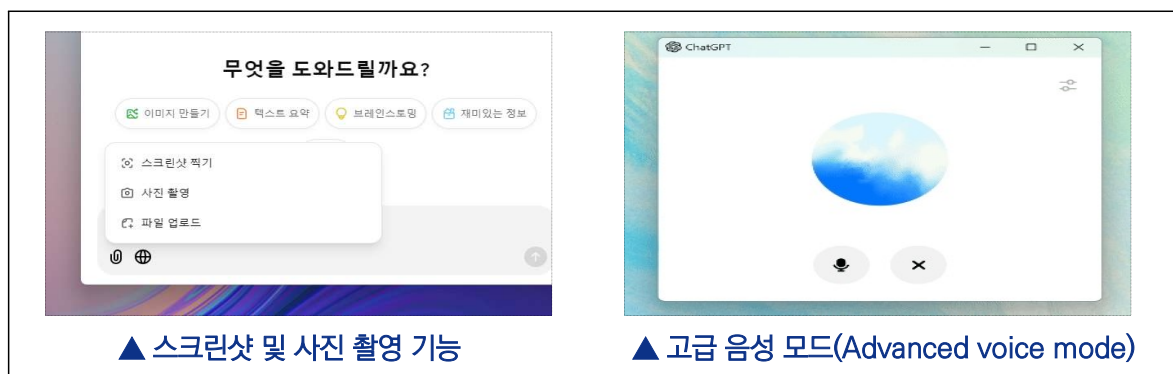 무엇을 도와드릴까요?
이미지 만들기 텍스트 요약 브레인스토밍 재미있는 정보
스크린샷 찍기
사진 촬영
파일 업로드
▲ 스크린샷 및 사진 촬영 기능
ChatGPT
▲ 고급 음성 모드(Advanced voice mode)